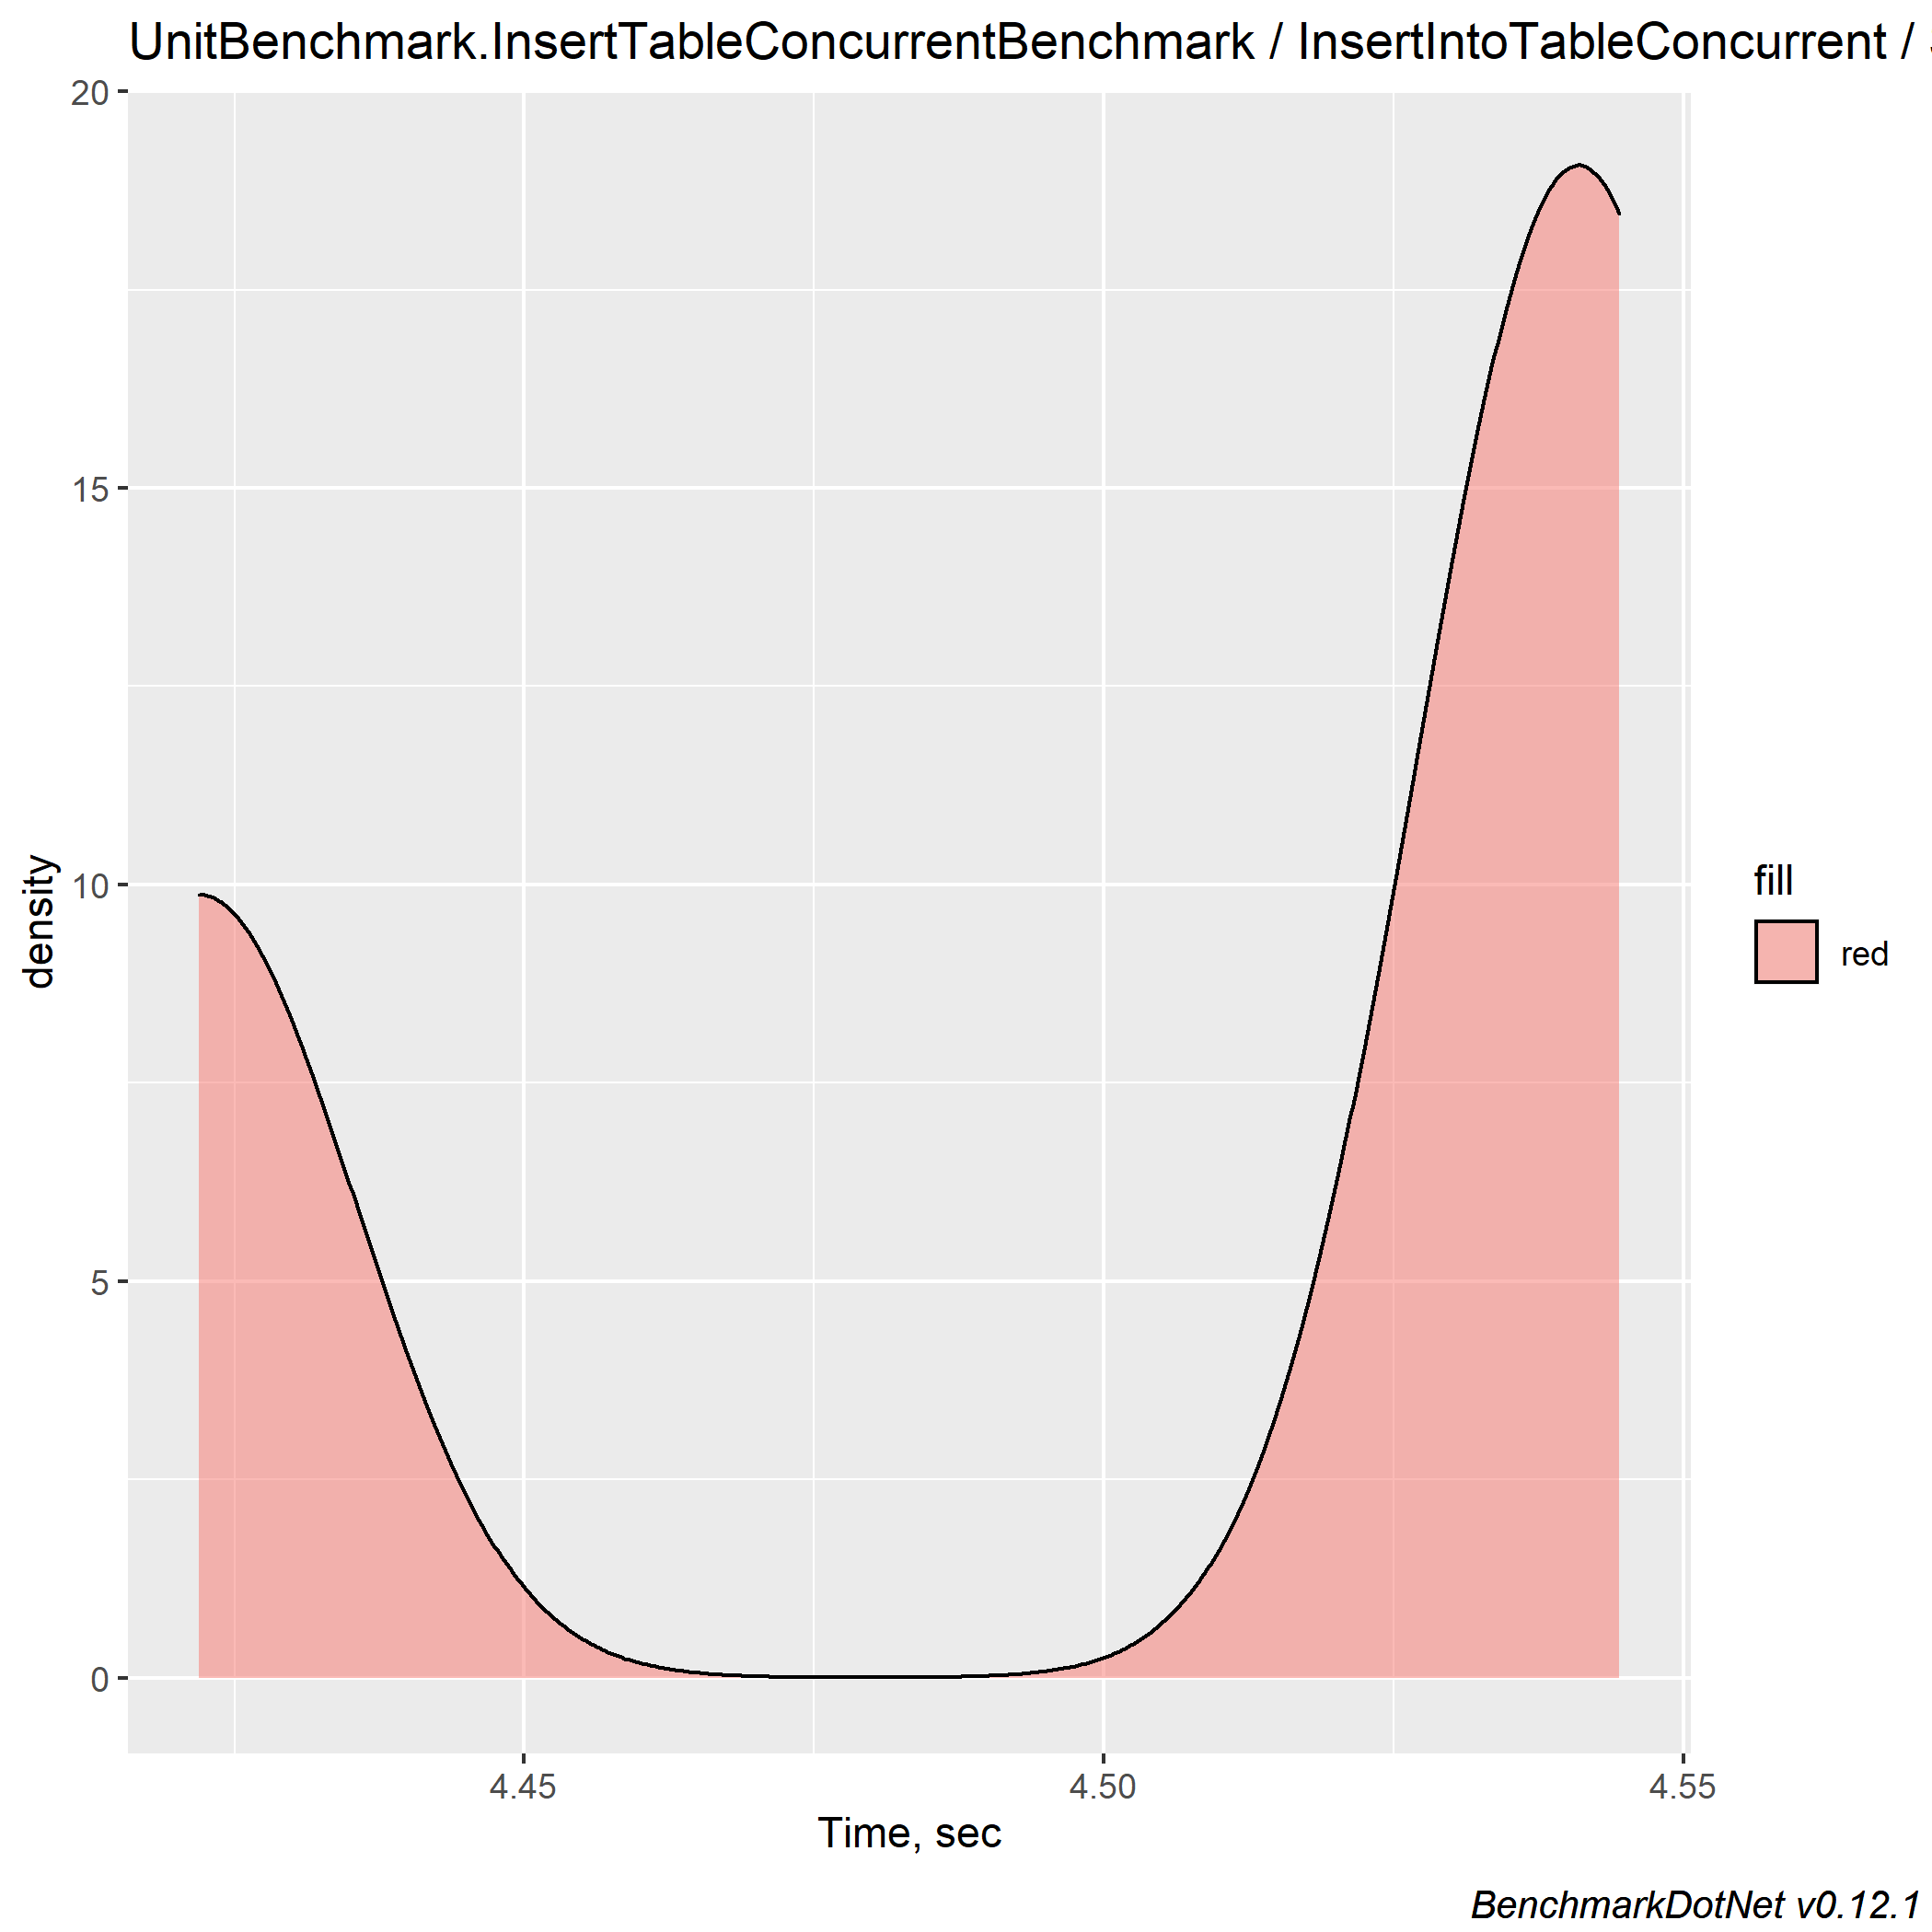 UnitBenchmark.InsertTableConcurrentBenchmark / InsertIntoTableConcurrent /
20
15
10
5
0
density
4.45
4.50
4.55
Time, sec
fill
red
BenchmarkDotNet v0.12.1